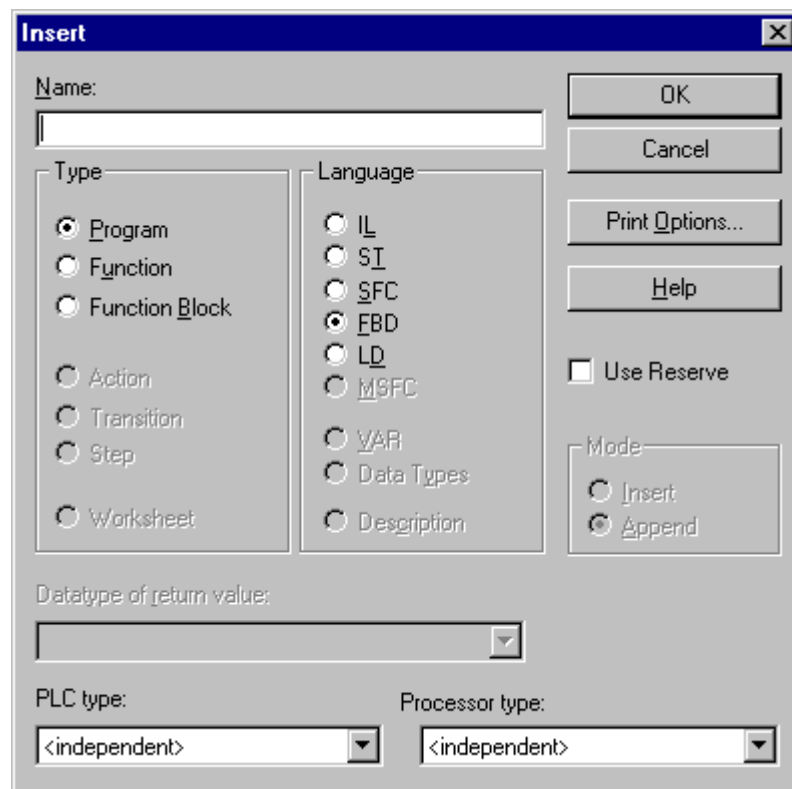 Insert
Name:
OK
Cancel
Print Options...
Help
Type
Program
Function
Function Block
Action
Transition
Step
Worksheet
Language
IL
ST
SFC
FBD
LD
MSFC
VAR
Data Types
Description
Use Reserve
Mode
Insert
Append
Datatype of return value:
PLC type:
<independent>
Processor type:
<independent>